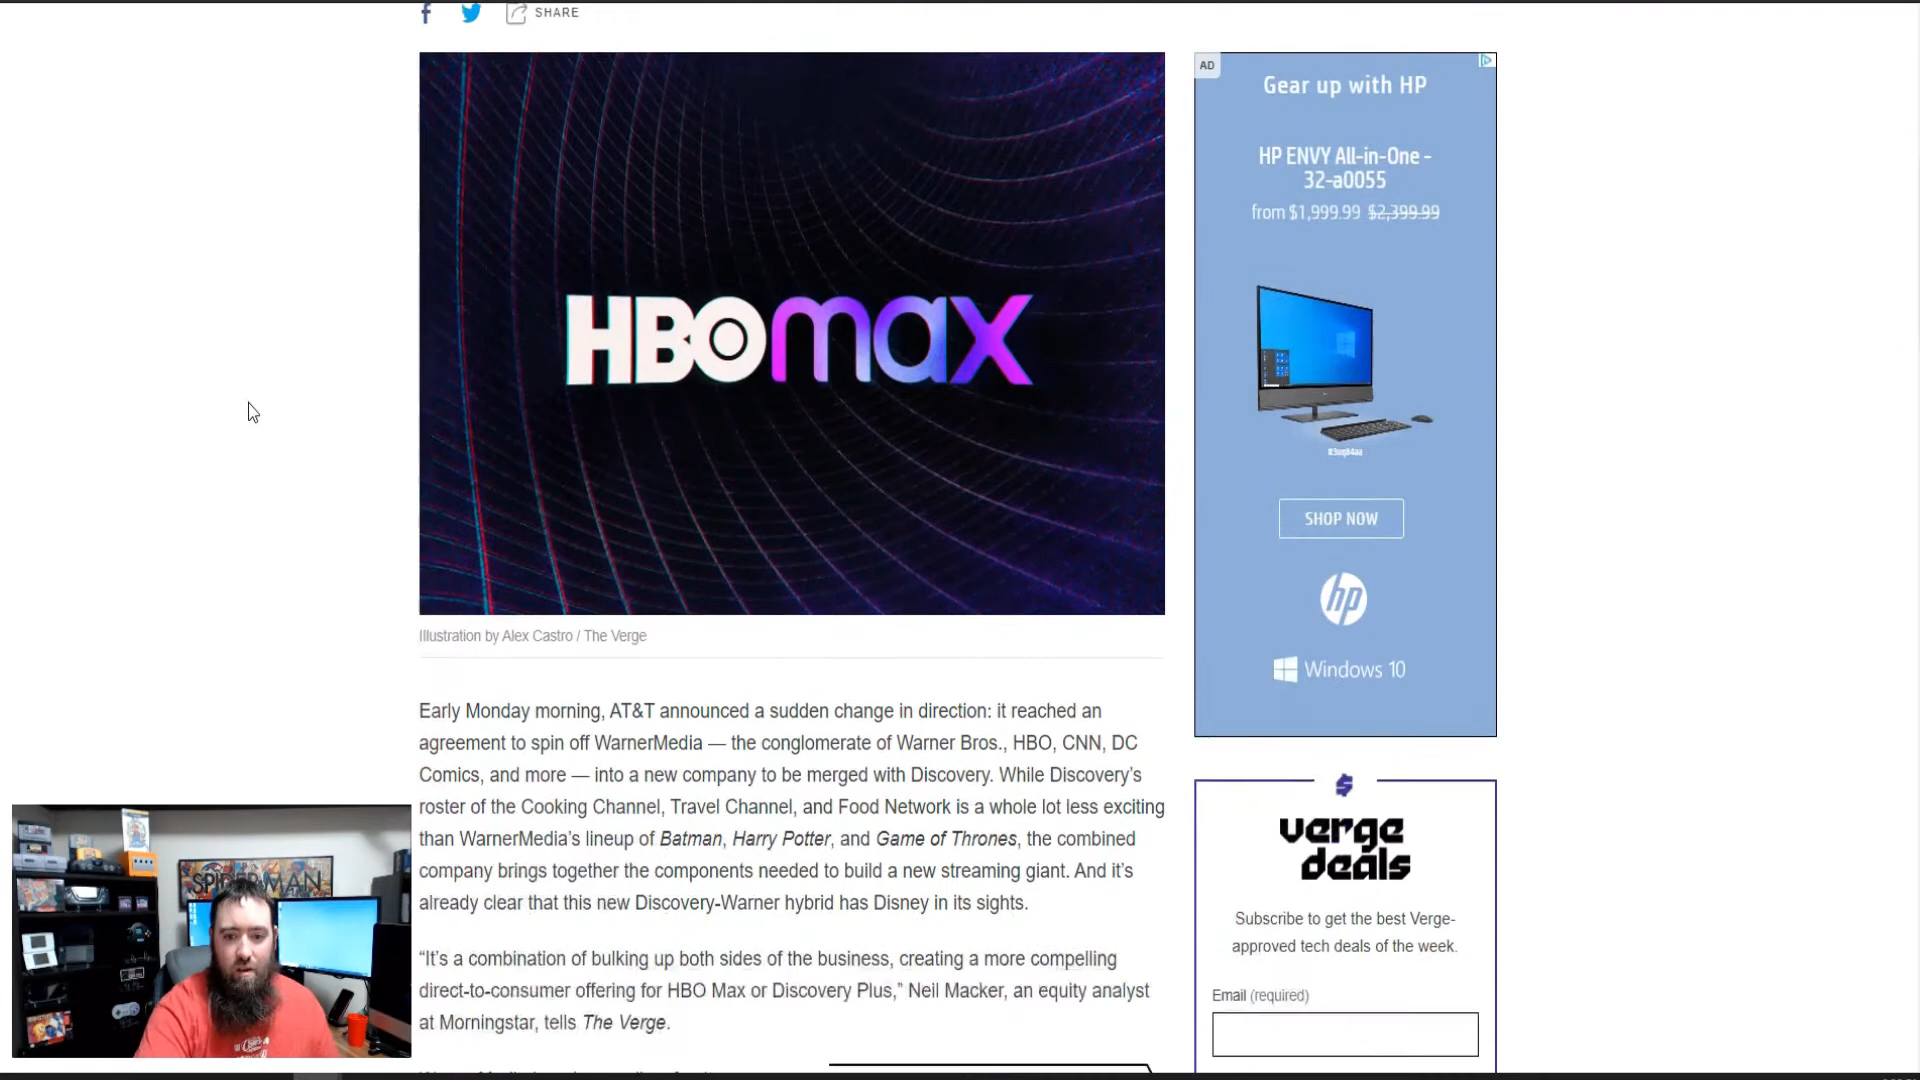 SHARE
HBOmax
Illustration by Alex Castro / The Verge
Early Monday morning, AT&T announced a sudden change in direction: it reached an
agreement to spin off WarnerMedia — the conglomerate of Warner Bros., HBO, CNN, DC
Comics, and more — into a new company to be merged with Discovery. While Discovery's
roster of the Cooking Channel, Travel Channel, and Food Network is a whole lot less exciting
than WarnerMedia's lineup of Batman, Harry Potter, and Game of Thrones, the combined
company brings together the components needed to build a new streaming giant. And it's
already clear that this new Discovery-Warner hybrid has Disney in its sights.
“It's a combination of bulking up both sides of the business, creating a more compelling
direct-to-consumer offering for HBO Max or Discovery Plus,” Neil Macker, an equity analyst
at Morningstar, tells The Verge.
AD
Gear up with HP
HP ENVY All-in-One -
32-a0055
from $1,999.99 $2,399.99
SHOP NOW
hp
Windows 10
verge
deals
Subscribe to get the best Verge-
approved tech deals of the week.
Email (required)
SPIDER-MAN